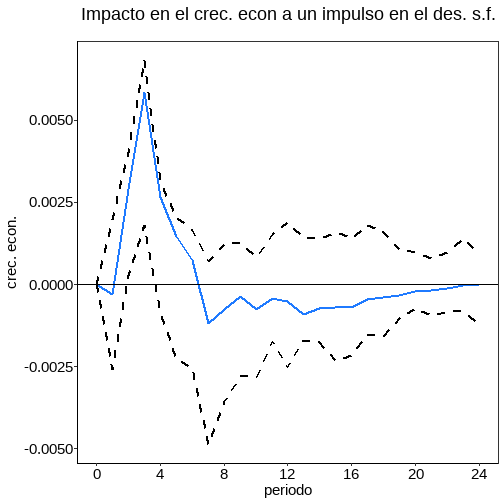 Impacto en el crec. econ a un impulso en el des. s.f.
crec. econ.
0.0050
0.0025
0.0000
-0.0025
-0.0050
0 4 8 12 16 20 24
periodo